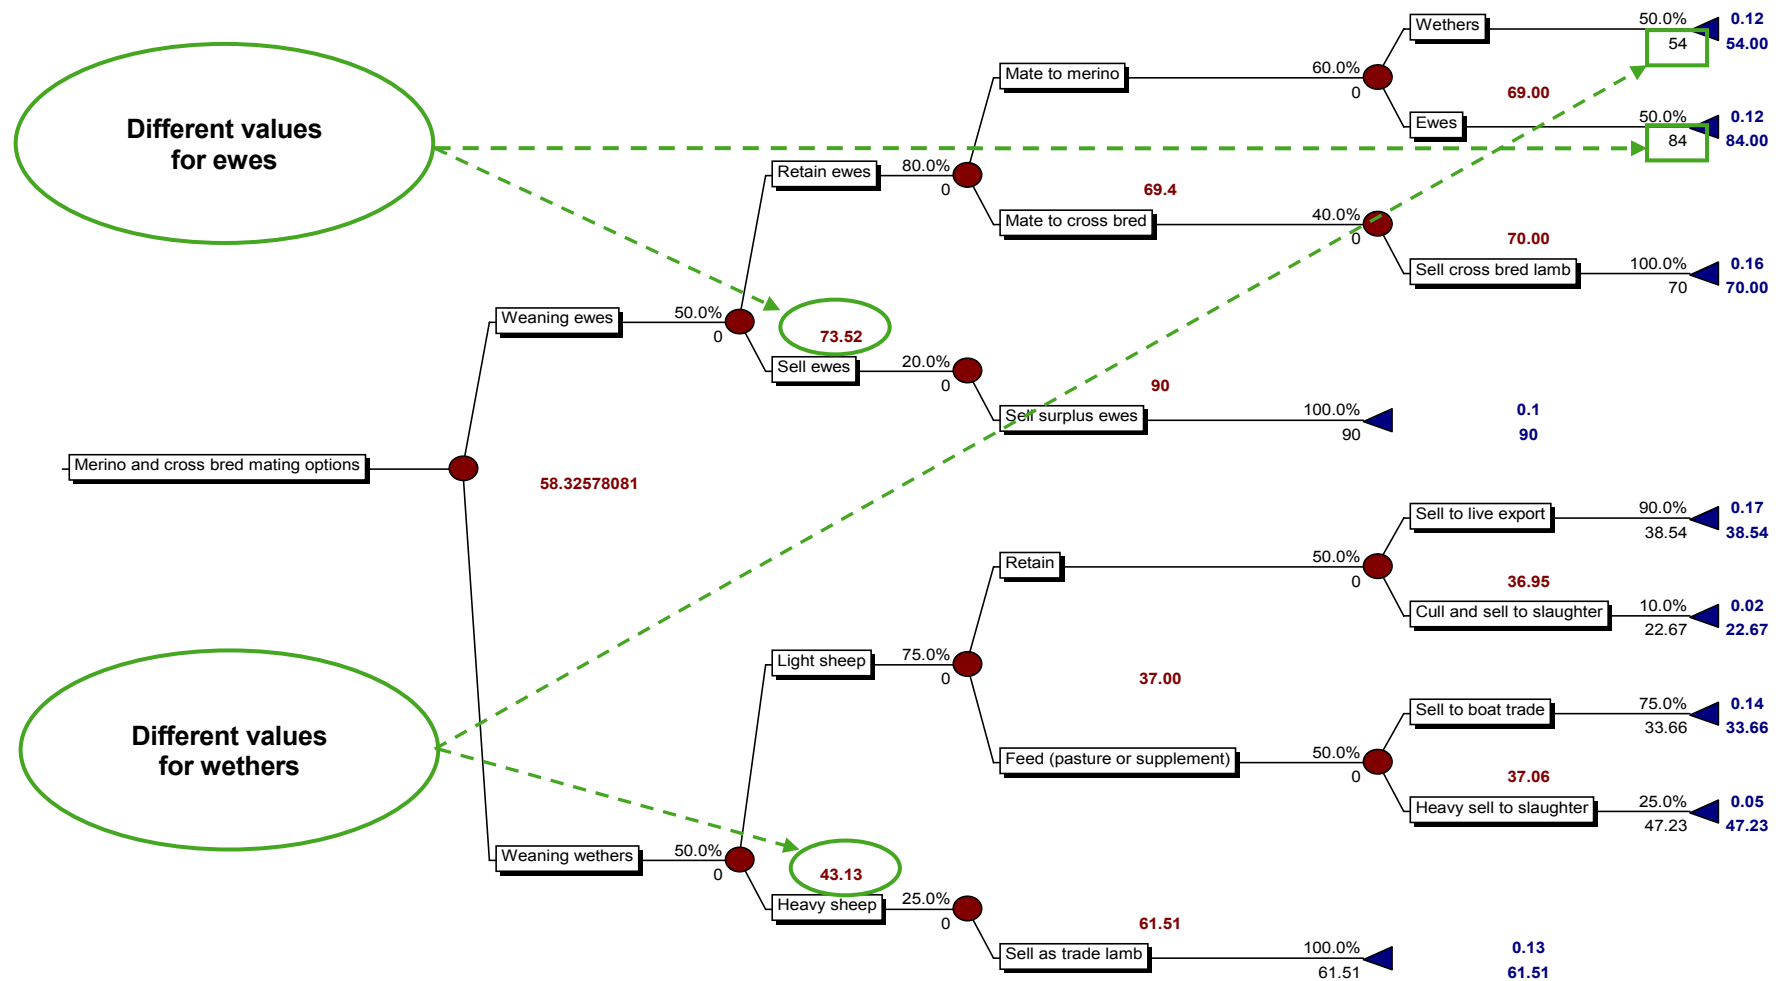 Wethers
50.0%
0.12
54
54.00
Different values
for ewes
Mate to merino
60.0%
0
69.00
Ewes
50.0%
0.12
84
84.00
Retain ewes
80.0%
0
69.4
Mate to cross bred
40.0%
0
70.00
Sell cross bred lamb
100.0%
0.16
70
70.00
Weaning ewes
50.0%
0
73.52
Sell ewes
20.0%
0
90
Sell surplus ewes
100.0%
0.1
90
90
Merino and cross bred mating options
58.32578081
Sell to live export
90.0%
0.17
38.54
38.54
Retain
50.0%
0
36.95
Cull and sell to slaughter
10.0%
0.02
22.67
22.67
Light sheep
75.0%
0
37.00
Sell to boat trade
75.0%
0.14
33.66
33.66
Different values
for wethers
Feed (pasture or supplement)
50.0%
0
37.06
Heavy sell to slaughter
25.0%
0.05
47.23
47.23
Weaning wethers
50.0%
0
43.13
Heavy sheep
25.0%
0
61.51
Sell as trade lamb
100.0%
0.13
61.51
61.51